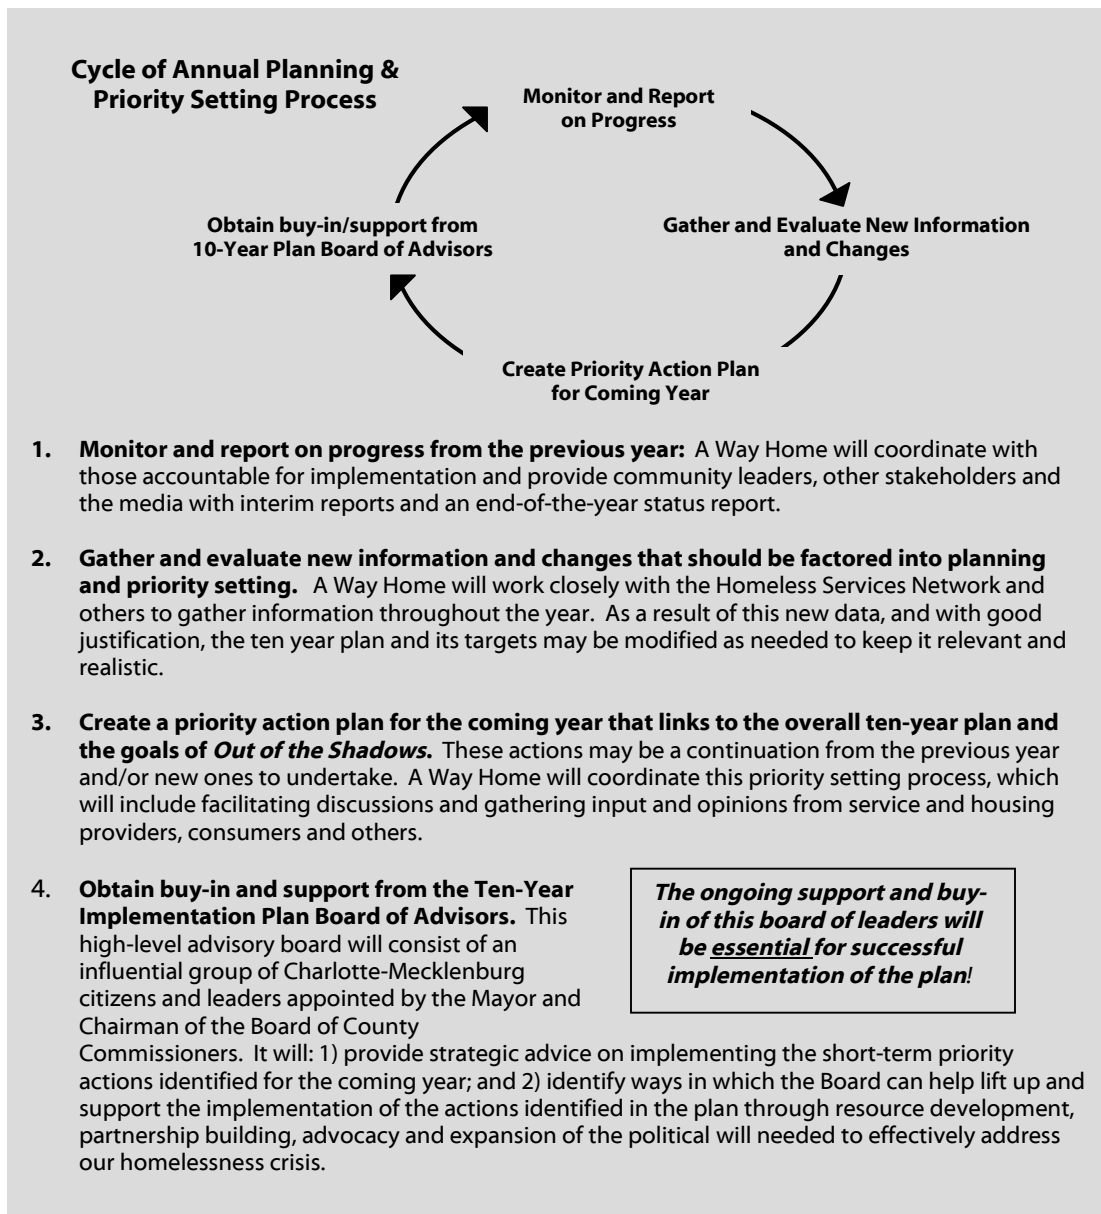 Cycle of Annual Planning &
Priority Setting Process
Monitor and Report
on Progress
Obtain buy-in/support from
10-Year Plan Board of Advisors
Gather and Evaluate New Information
and Changes
Create Priority Action Plan
for Coming Year
1. Monitor and report on progress from the previous year: A Way Home will coordinate with
those accountable for implementation and provide community leaders, other stakeholders and
the media with interim reports and an end-of-the-year status report.
2. Gather and evaluate new information and changes that should be factored into planning
and priority setting. A Way Home will work closely with the Homeless Services Network and
others to gather information throughout the year. As a result of this new data, and with good
justification, the ten year plan and its targets may be modified as needed to keep it relevant and
realistic.
3. Create a priority action plan for the coming year that links to the overall ten-year plan and
the goals of Out of the Shadows. These actions may be a continuation from the previous year
and/or new ones to undertake. A Way Home will coordinate this priority setting process, which
will include facilitating discussions and gathering input and opinions from service and housing
providers, consumers and others.
4. Obtain buy-in and support from the Ten-Year
Implementation Plan Board of Advisors. This
high-level advisory board will consist of an
influential group of Charlotte-Mecklenburg
citizens and leaders appointed by the Mayor and
Chairman of the Board of County
Commissioners. It will: 1) provide strategic advice on implementing the short-term priority
actions identified for the coming year; and 2) identify ways in which the Board can help lift up and
support the implementation of the actions identified in the plan through resource development,
partnership building, advocacy and expansion of the political will needed to effectively address
our homelessness crisis.
The ongoing support and buy-
in of this board of leaders will
be essential for successful
implementation of the plan!